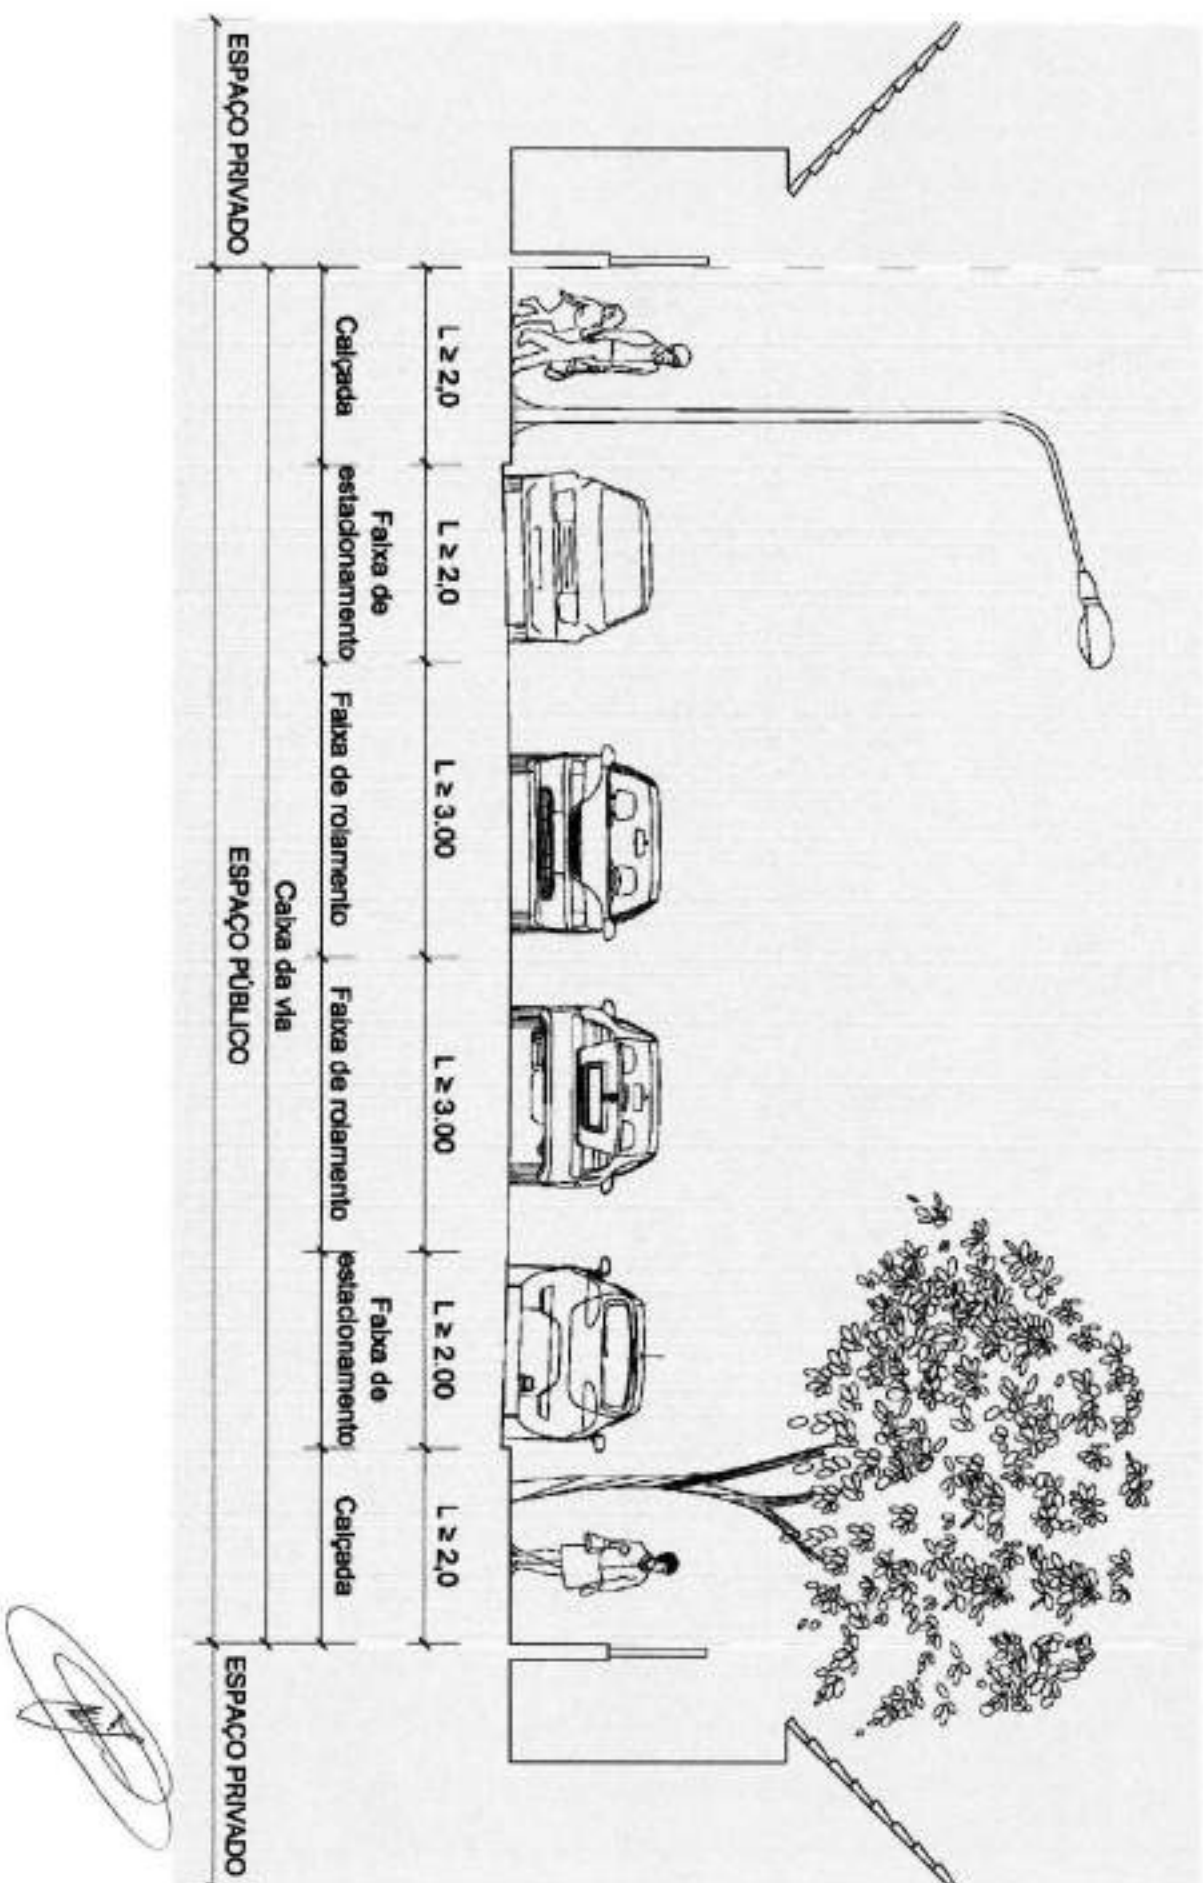 L ≥ 2,0
L ≥ 2,0
L ≥ 3.00
L ≥ 3.00
L ≥ 2.00
L ≥ 2,0
Calçada
Faixa de
estacionamento
Faixa de rolamento
Faixa de rolamento
Faixa de
estacionamento
Calçada
Caixa da via
ESPAÇO PRIVADO
ESPAÇO PÚBLICO
ESPAÇO PRIVADO